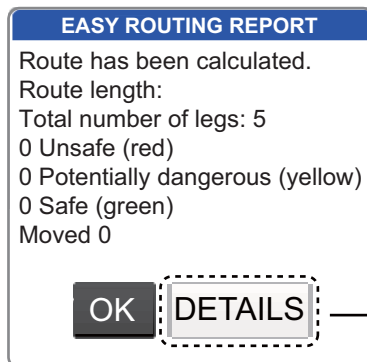 EASY ROUTING REPORT
Route has been calculated.
Route length:
Total number of legs: 5
0 Unsafe (red)
0 Potentially dangerous (yellow)
0 Safe (green)
Moved 0
OK DETAILS